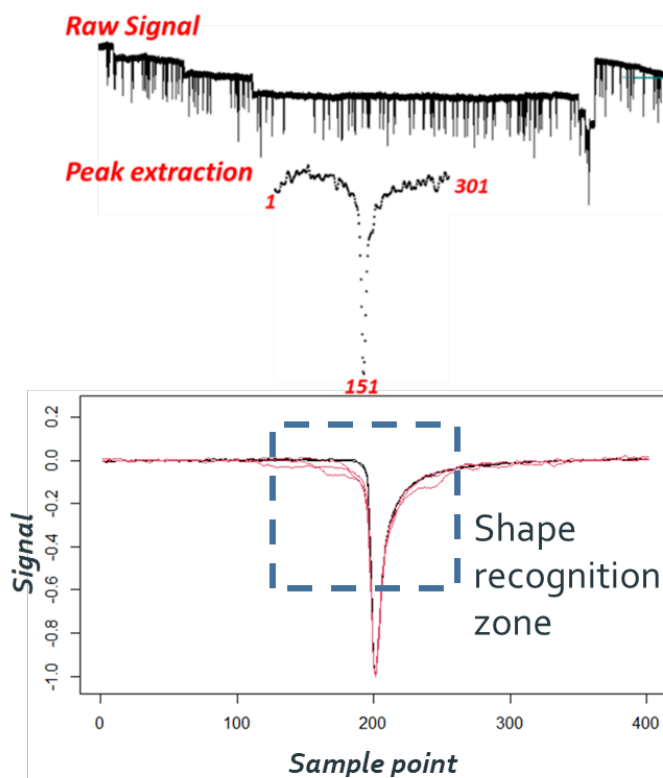 Raw Signal
Peak extraction
1
301
151
0.2
0.0
-0.2
-0.4
-0.6
-0.8
-1.0
Signal
Shape
recognition
zone
0
100
200
300
400
Sample point